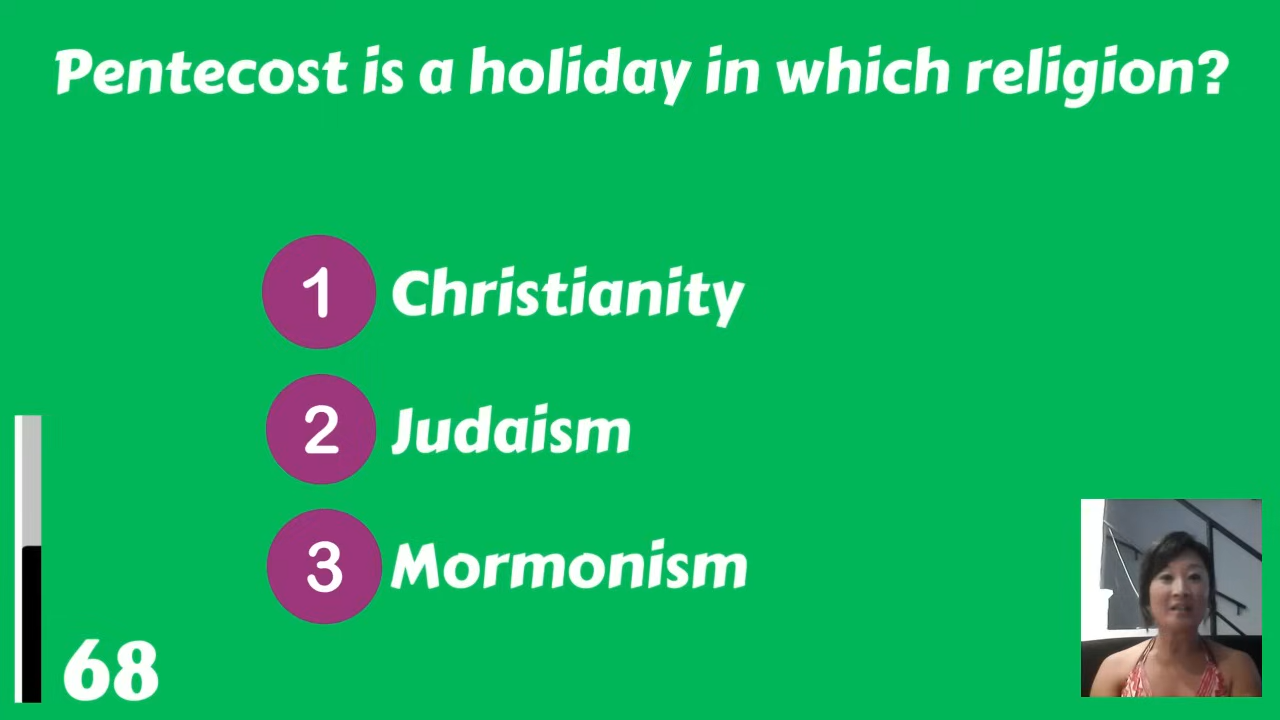 Pentecost is a holiday in which religion?
1 Christianity
2 Judaism
3 Mormonism
68